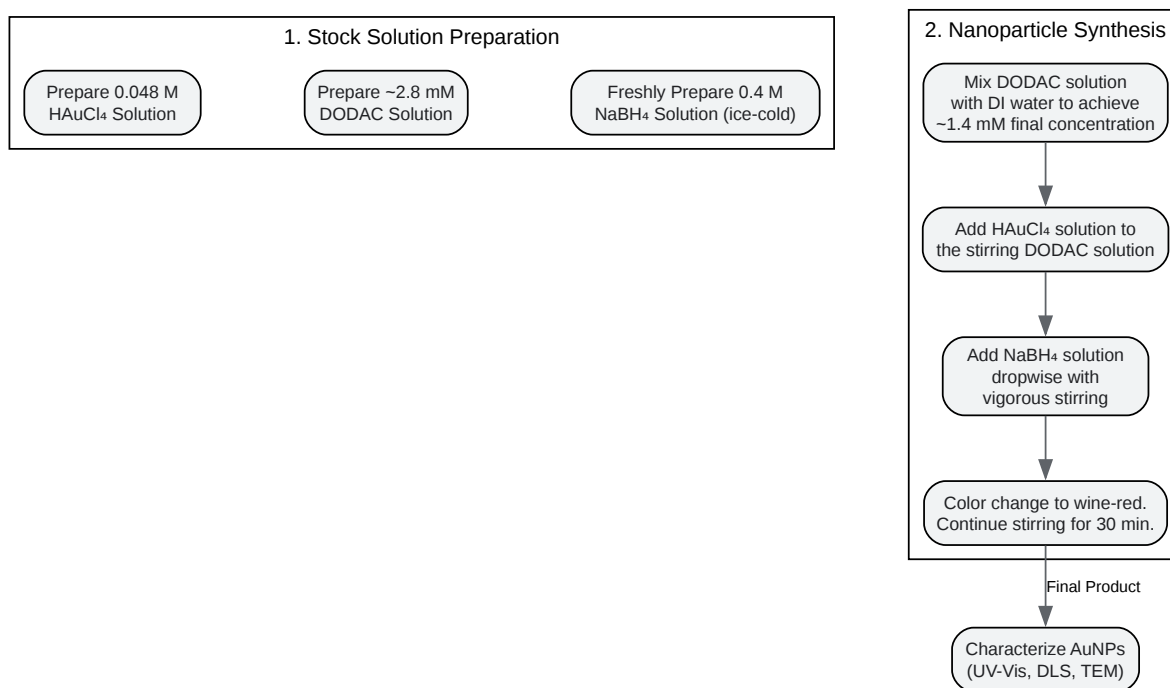 1. Stock Solution Preparation
Prepare 0.048 M
HAuCl₄ Solution
Prepare ~2.8 mM
DODAC Solution
Freshly Prepare 0.4 M
NaBH₄ Solution (ice-cold)
2. Nanoparticle Synthesis
Mix DODAC solution
with DI water to achieve
~1.4 mM final concentration
Add HAuCl₄ solution to
the stirring DODAC solution
Add NaBH₄ solution
dropwise with
vigorous stirring
Color change to wine-red.
Continue stirring for 30 min.
Final Product
Characterize AuNPs
(UV-Vis, DLS, TEM)